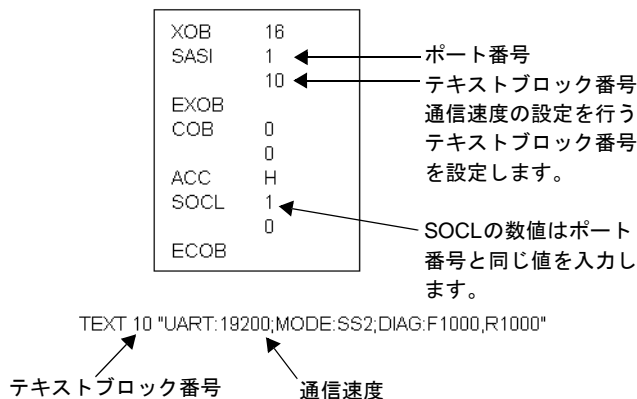 XOB 16
SASI 1
10
EXOB
COB 0
0
ACC H
SOCL 1
0
ECOB
ポート番号
テキストブロック番号
通信速度の設定を行う
テキストブロック番号
を設定します。
SOCLの数値はポート
番号と同じ値を入力し
ます。
TEXT 10 "UART:19200;MODE:SS2;DIAG:F1000,R1000"
テキストブロック番号
通信速度